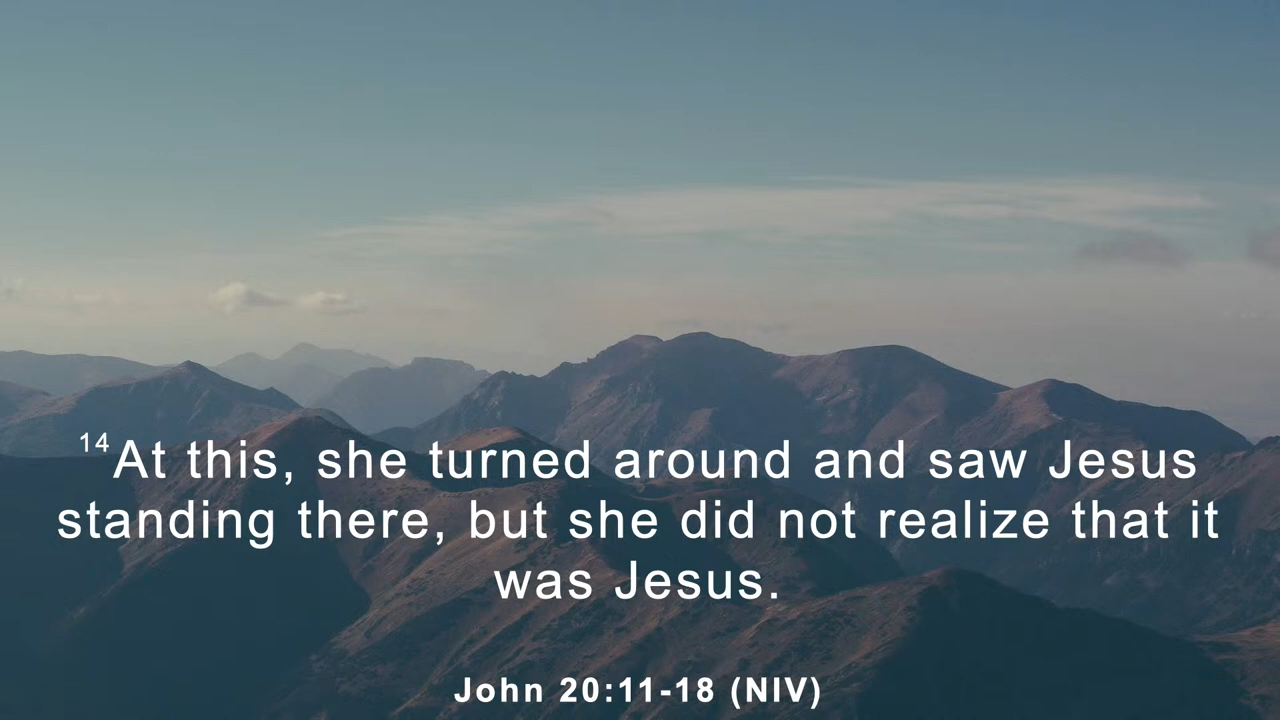 14At this, she turned around and saw Jesus
standing there, but she did not realize that it
was Jesus.
John 20:11-18 (NIV)